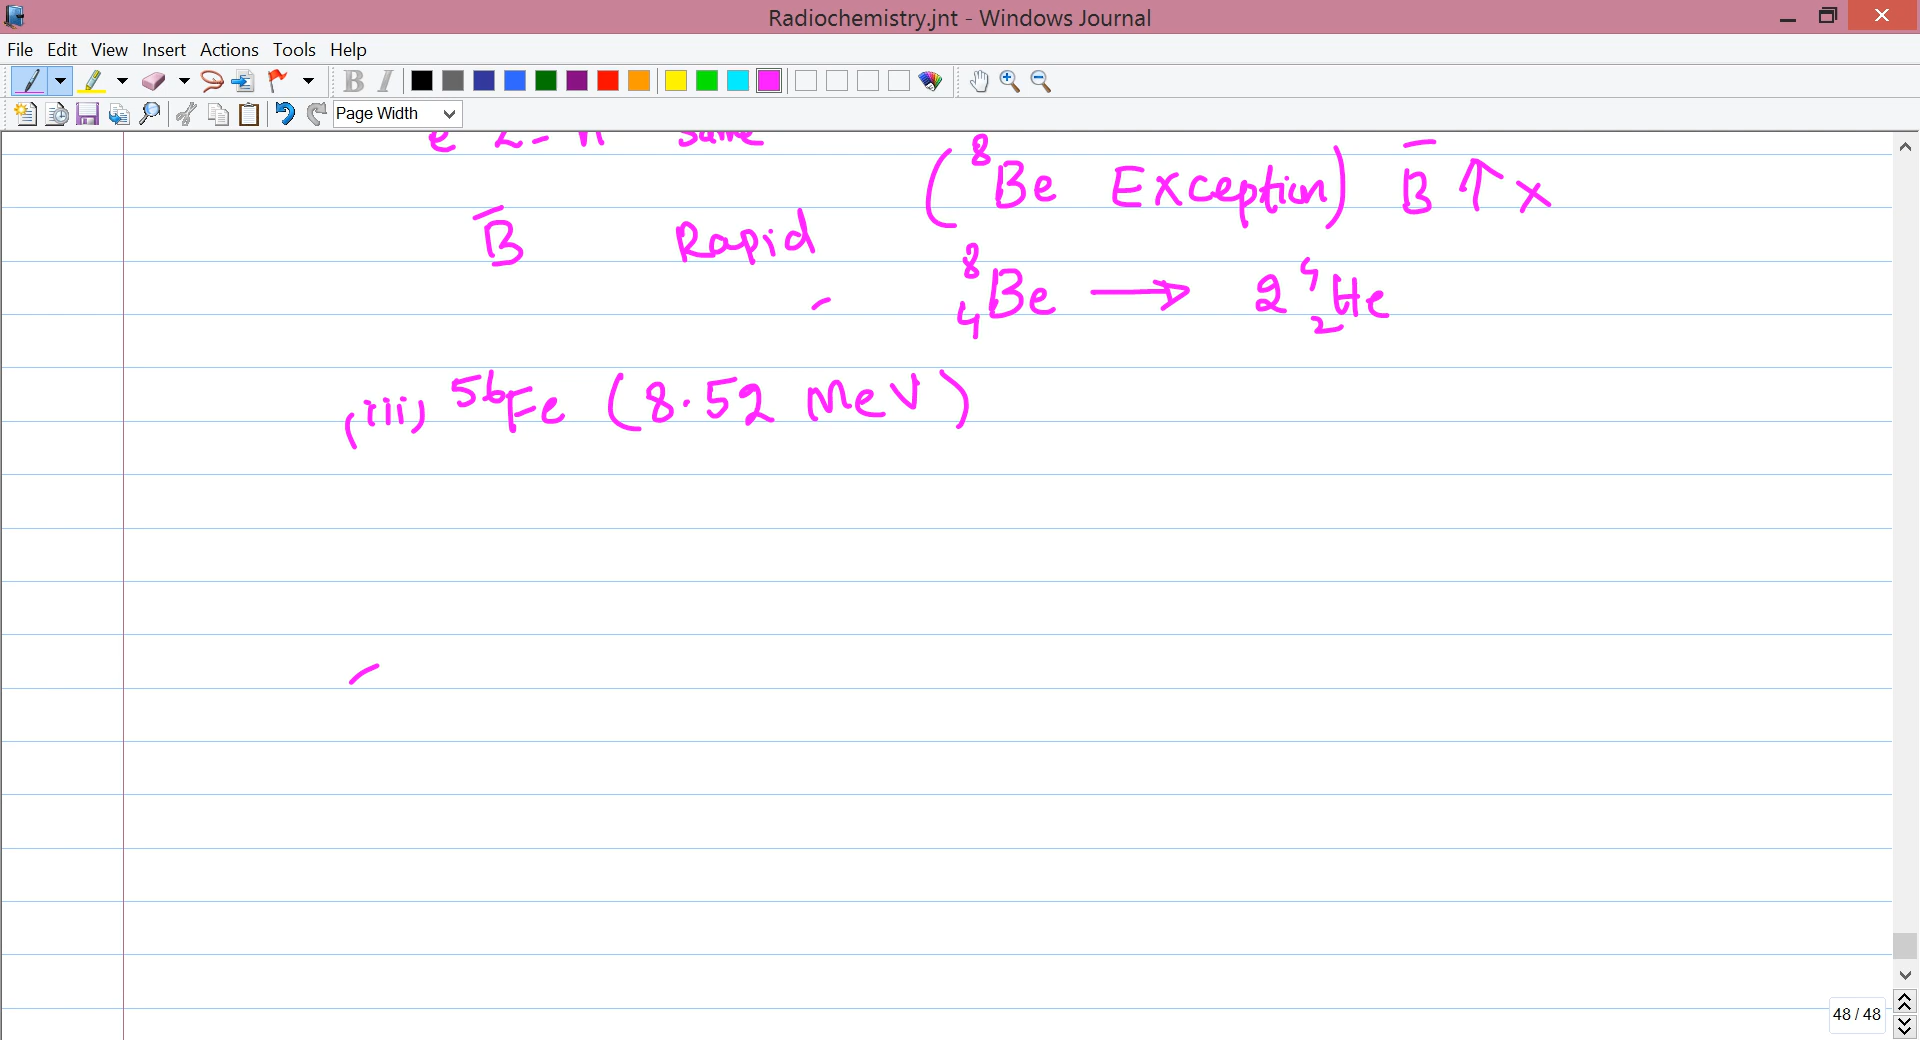 Radiochemistry.jnt - Windows Journal
File Edit View Insert Actions Tools Help
B I
Page Width
e z = n same
(⁸Be Exception) B̅ ↑ x
B̅ Rapid
⁸₄Be → 2 ⁴₂He
(iii) ⁵⁶Fe (8.52 MeV)
48 / 48